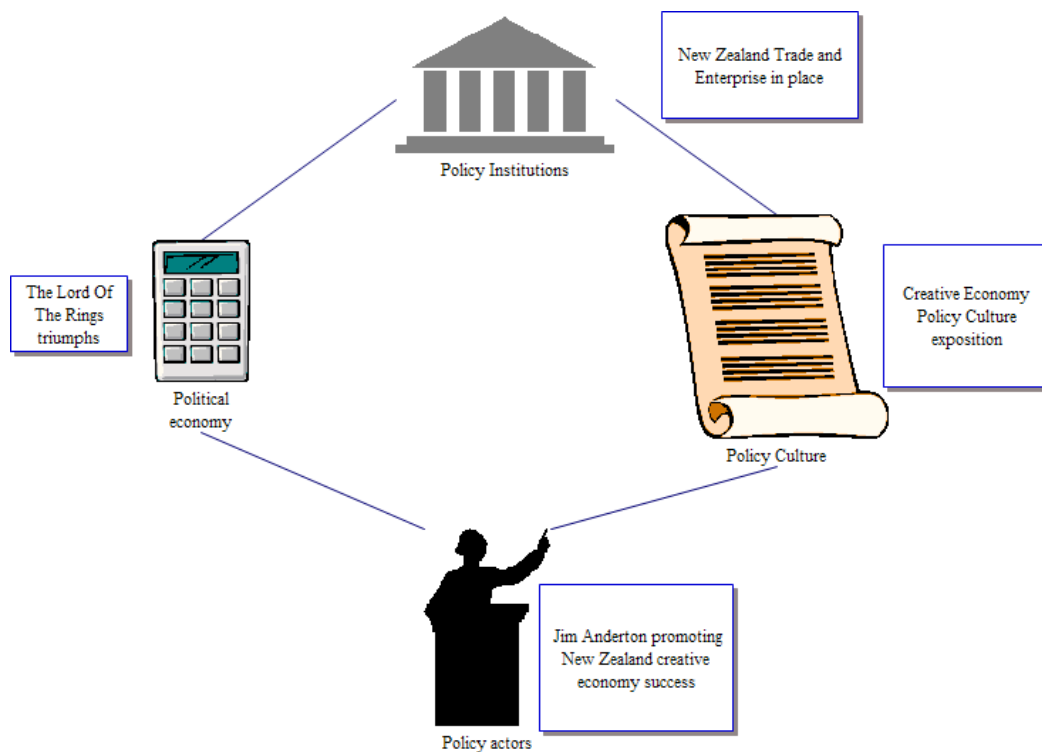 New Zealand Trade and
Enterprise in place
Policy Institutions
The Lord Of
The Rings
triumphs
Political
economy
Creative Economy
Policy Culture
exposition
Policy Culture
Jim Anderton promoting
New Zealand creative
economy success
Policy actors